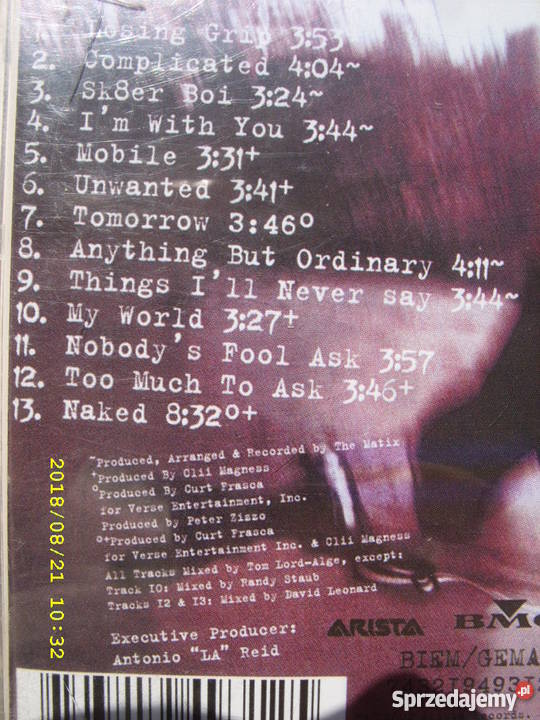 1. Losing Grip 3:53
2. Complicated 4:04~
3. Sk8er Boi 3:24~
4. I'm With You 3:44~
5. Mobile 3:31+
6. Unwanted 3:41+
7. Tomorrow 3:46o
8. Anything But Ordinary 4:11~
9. Things I'll Never say 3:44~
10. My World 3:27+
11. Nobody's Fool Ask 3:57
12. Too Much To Ask 3:46+
13. Naked 8:32o+
~Produced, Arranged & Recorded by The Matix
+Produced By Clii Magness
oProduced By Curt Frasca
for Verse Entertainment, Inc.
Produced by Peter Zizzo
o+Produced by Curt Frasca
for Verse Entertainment Inc. & Clii Magness
All Tracks Mixed by Tom Lord-Alge, except:
Track 10: Mixed by Randy Staub
Tracks 12 & 13: Mixed by David Leonard
Executive Producer:
Antonio "LA" Reid
ARISTA BMG
BIEM/GEMA
2018/08/21 10:32
Sprzedajemy.pl